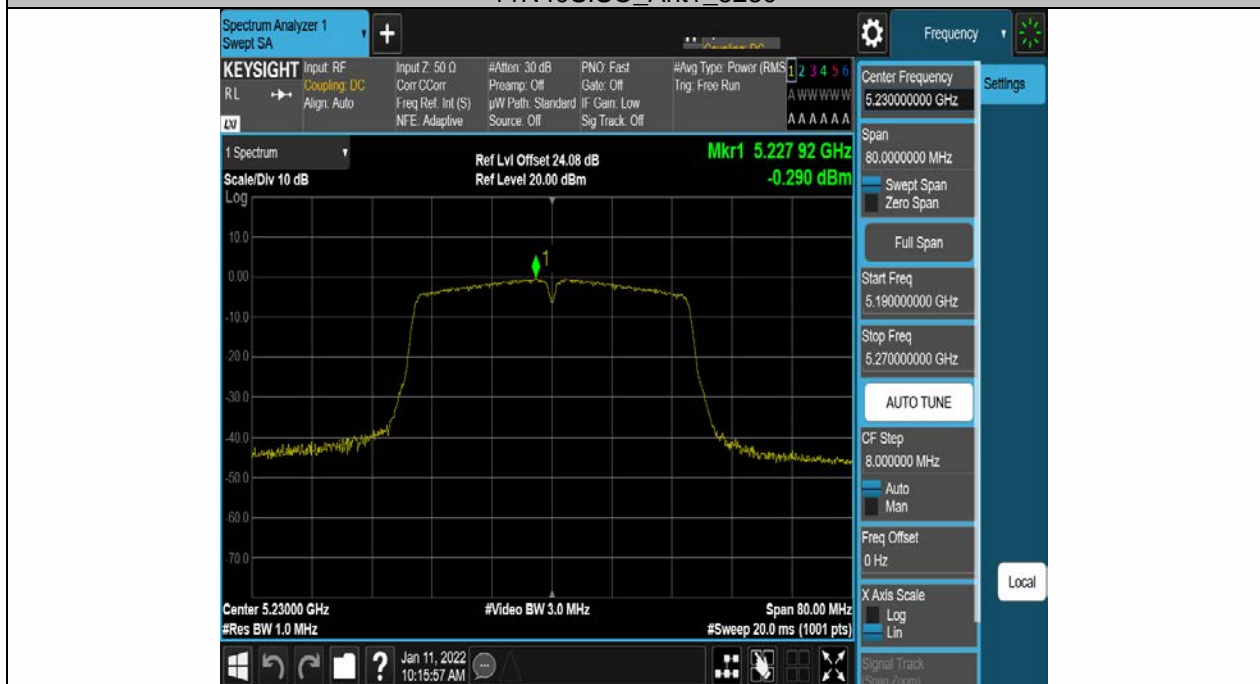 Spectrum Analyzer 1
Swept SA
+
Frequency
KEYSIGHT
RL
LXI
Input: RF
Coupling: DC
Align: Auto
Input Z: 50 Ω
Corr CCorr
Freq Ref: Int (S)
NFE: Adaptive
#Atten: 30 dB
Preamp: Off
µW Path: Standard
Source: Off
PNO: Fast
Gate: Off
IF Gain: Low
Sig Track: Off
#Avg Type: Power (RMS
Trig: Free Run
1 2 3 4 5 6
A W W W W W
A A A A A A
1 Spectrum
Scale/Div 10 dB
Log
Ref Lvl Offset 24.08 dB
Ref Level 20.00 dBm
Mkr1 5.227 92 GHz
-0.290 dBm
1
10.0
0.00
-10.0
-20.0
-30.0
-40.0
-50.0
-60.0
-70.0
Center 5.23000 GHz
#Res BW 1.0 MHz
#Video BW 3.0 MHz
Span 80.00 MHz
#Sweep 20.0 ms (1001 pts)
?
Jan 11, 2022
10:15:57 AM
Center Frequency
5.230000000 GHz
Span
80.0000000 MHz
Swept Span
Zero Span
Full Span
Start Freq
5.190000000 GHz
Stop Freq
5.270000000 GHz
AUTO TUNE
CF Step
8.000000 MHz
Auto
Man
Freq Offset
0 Hz
X Axis Scale
Log
Lin
Signal Track
(Span Zoom)
Settings
Local